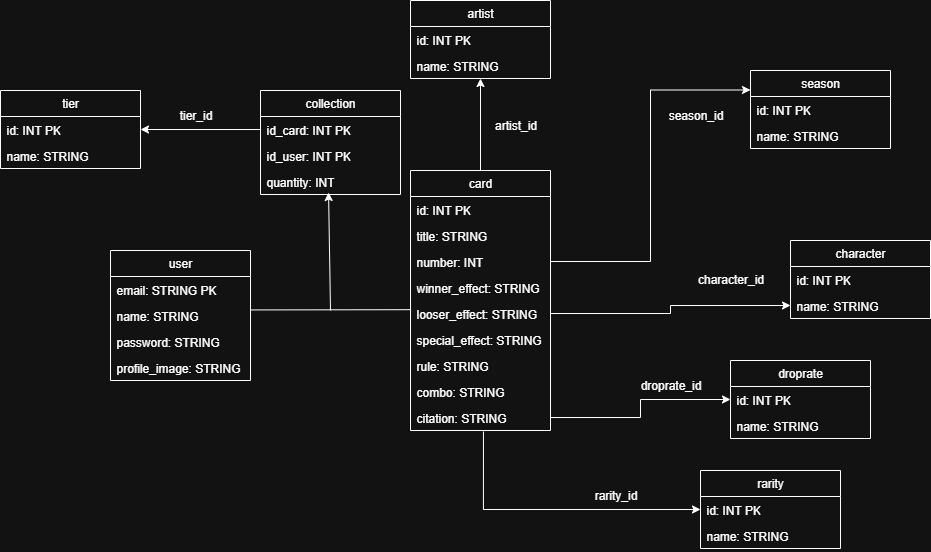 artist
id: INT PK
name: STRING
season
id: INT PK
name: STRING
tier
id: INT PK
name: STRING
tier_id
collection
id_card: INT PK
id_user: INT PK
quantity: INT
artist_id
season_id
card
id: INT PK
title: STRING
number: INT
winner_effect: STRING
looser_effect: STRING
special_effect: STRING
rule: STRING
combo: STRING
citation: STRING
user
email: STRING PK
name: STRING
password: STRING
profile_image: STRING
character_id
character
id: INT PK
name: STRING
droprate_id
droprate
id: INT PK
name: STRING
rarity_id
rarity
id: INT PK
name: STRING